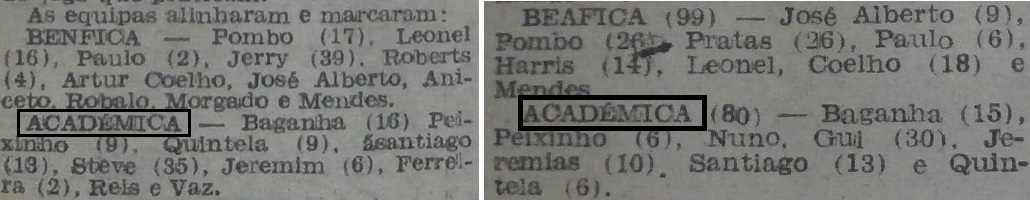 As equipas alinharam e marcaram:
BENFICA — Pombo (17), Leonel
(16), Paulo (2), Jerry (39), Roberts
(4), Artur Coelho, José Alberto, Ani-
ceto, Robalo, Morgado e Mendes.
ACADÉMICA — Baganha (16) Pei-
xinho (9), Quintela (9), ãsantiago
(13), Steve (35), Jeremim (6), Ferrei-
ra (2), Reis e Vaz.
BEAFICA (99) — José Alberto (9),
Pombo (26), Pratas (26), Paulo (6),
Harris (14), Leonel, Coelho (18) e
Mendes
ACADÉMICA (80) — Baganha (15),
Peixinho (6), Nuno, Gui (30), Je-
remias (10), Santiago (13) e Quin-
tela (6).